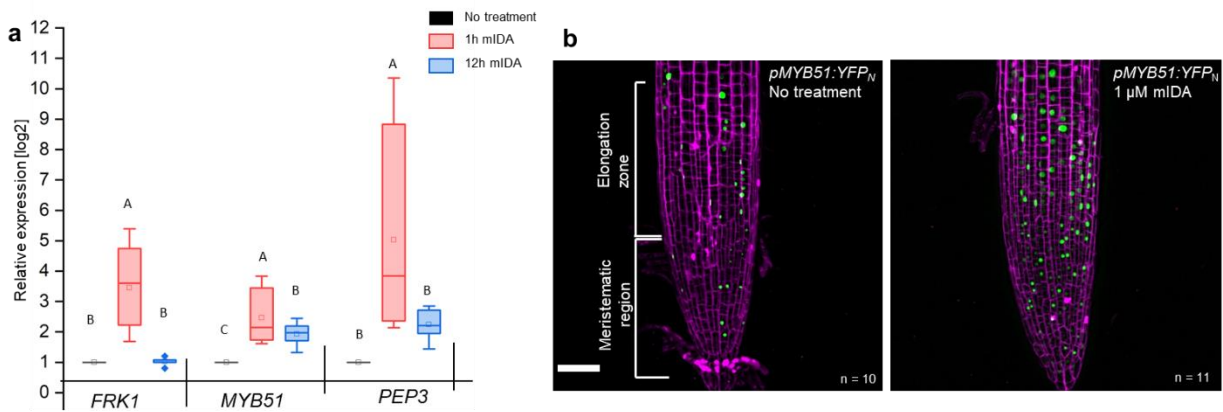 a
Relative expression [log2]
12
11
10
9
8
7
6
5
4
3
2
1
0
No treatment
1h mIDA
12h mIDA
B
A
B
C
A
B
B
A
B
FRK1
MYB51
PEP3
b
pMYB51:YFPN
No treatment
Elongation
zone
Meristematic
region
n = 10
pMYB51:YFPN
1 µM mIDA
n = 11